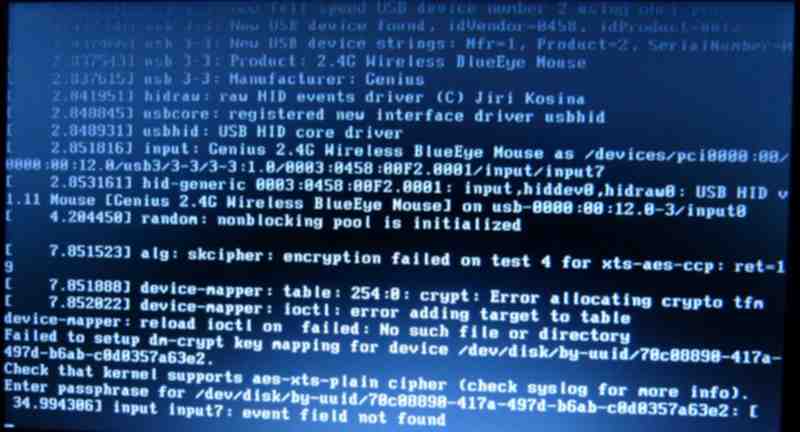 new full speed USB device number 2 using ohci
usb 3-3: New USB device found, idVendor=0458, idProduct=
usb 3-3: New USB device strings: Mfr=1, Product=2, SerialNumber=
2.837543] usb 3-3: Product: 2.4G Wireless BlueEye Mouse
2.837615] usb 3-3: Manufacturer: Genius
[ 2.841951] hidraw: raw HID events driver (C) Jiri Kosina
[ 2.848845] usbcore: registered new interface driver usbhid
[ 2.848931] usbhid: USB HID core driver
[ 2.851816] input: Genius 2.4G Wireless BlueEye Mouse as /devices/pci0000:00/
0000:00:12.0/usb3/3-3/3-3:1.0/0003:0458:00F2.0001/input/input7
[ 2.853161] hid-generic 0003:0458:00F2.0001: input,hiddev0,hidraw0: USB HID v
1.11 Mouse [Genius 2.4G Wireless BlueEye Mouse] on usb-0000:00:12.0-3/input0
[ 4.204450] random: nonblocking pool is initialized
[ 7.851523] alg: skcipher: encryption failed on test 4 for xts-aes-ccp: ret=1
9
[ 7.851888] device-mapper: table: 254:0: crypt: Error allocating crypto tfm
[ 7.852022] device-mapper: ioctl: error adding target to table
device-mapper: reload ioctl on  failed: No such file or directory
Failed to setup dm-crypt key mapping for device /dev/disk/by-uuid/70c08890-417a-
497d-b6ab-c0d0357a63e2.
Check that kernel supports aes-xts-plain cipher (check syslog for more info).
Enter passphrase for /dev/disk/by-uuid/70c08890-417a-497d-b6ab-c0d0357a63e2: [
34.994306] input input7: event field not found